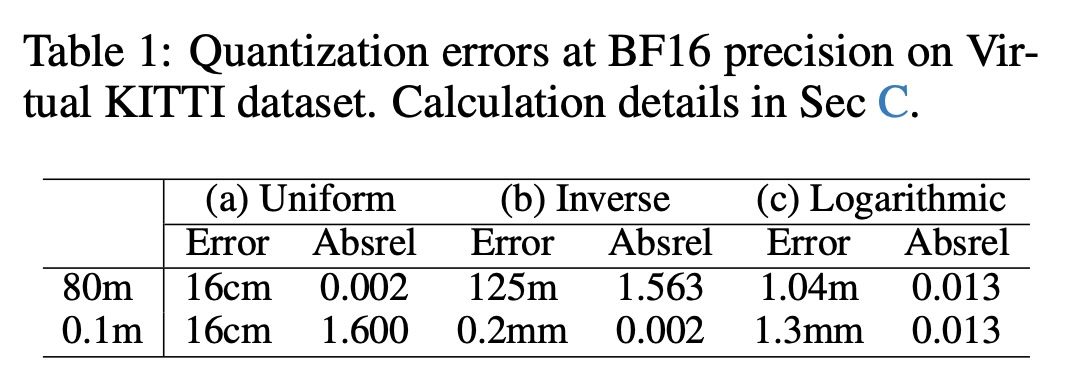 Table 1: Quantization errors at BF16 precision on Vir-
tual KITTI dataset. Calculation details in Sec C.
(a) Uniform (b) Inverse (c) Logarithmic
Error Absrel Error Absrel Error Absrel
80m 16cm 0.002 125m 1.563 1.04m 0.013
0.1m 16cm 1.600 0.2mm 0.002 1.3mm 0.013